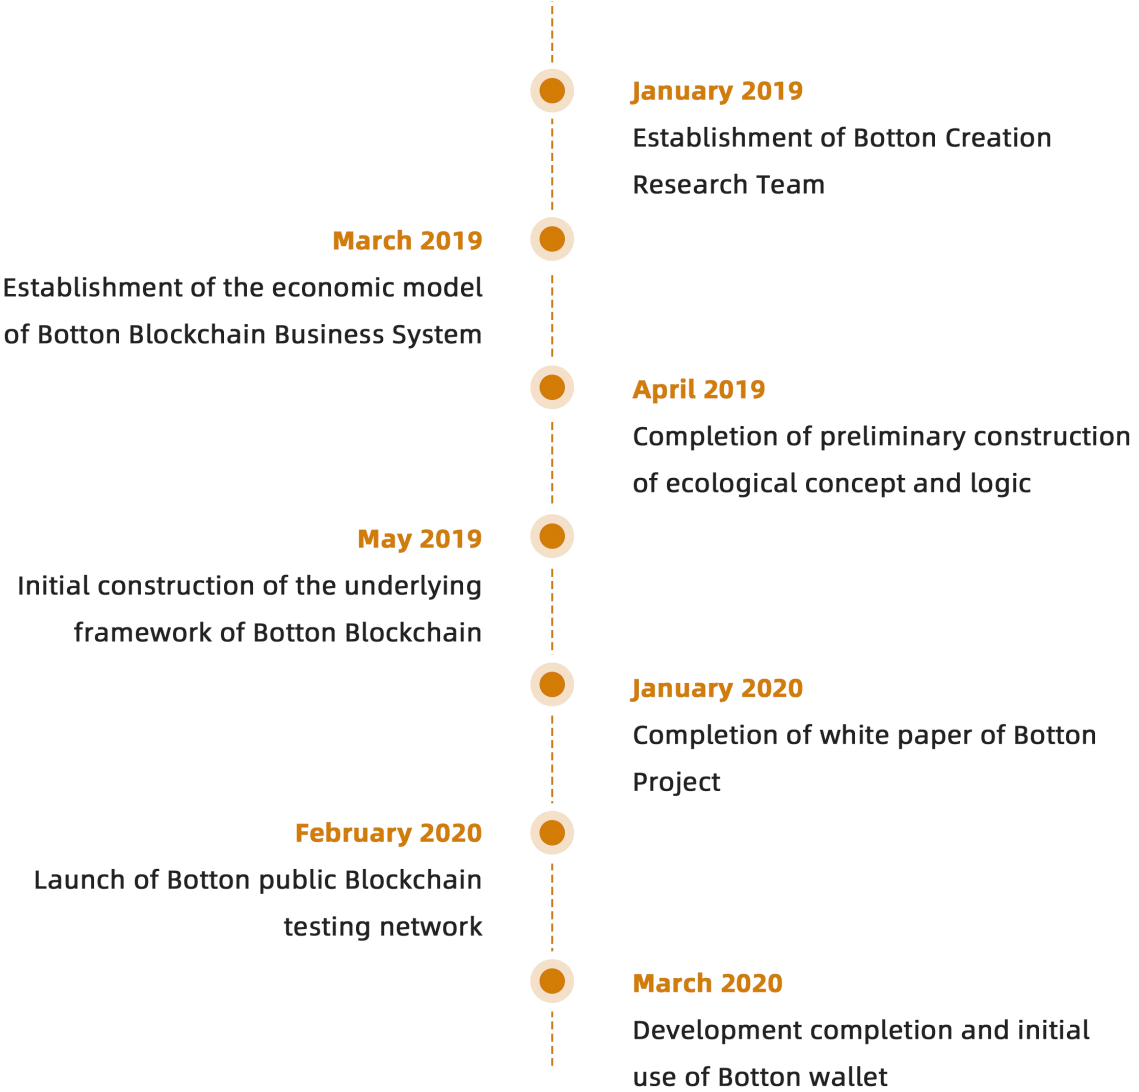 January 2019
Establishment of Botton Creation
Research Team
March 2019
Establishment of the economic model
of Botton Blockchain Business System
April 2019
Completion of preliminary construction
of ecological concept and logic
May 2019
Initial construction of the underlying
framework of Botton Blockchain
January 2020
Completion of white paper of Botton
Project
February 2020
Launch of Botton public Blockchain
testing network
March 2020
Development completion and initial
use of Botton wallet